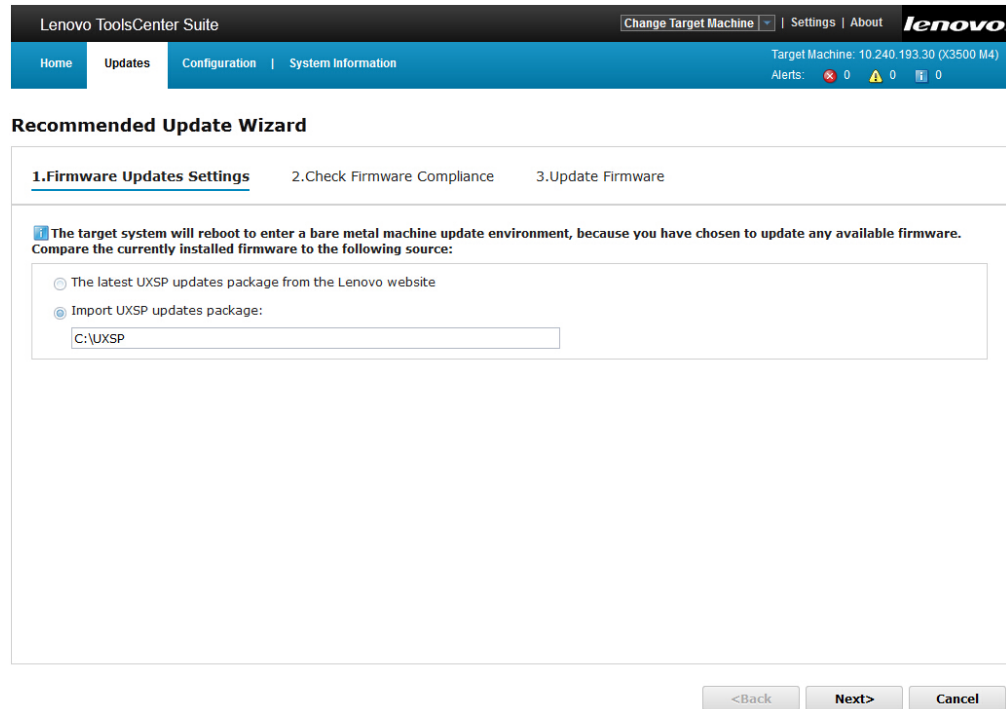 Lenovo ToolsCenter Suite
Change Target Machine | Settings | About
lenovo
Home Updates Configuration | System Information
Target Machine: 10.240.193.30 (X3500 M4)
Alerts: 0 0 0
Recommended Update Wizard
1.Firmware Updates Settings 2.Check Firmware Compliance 3.Update Firmware
The target system will reboot to enter a bare metal machine update environment, because you have chosen to update any available firmware.
Compare the currently installed firmware to the following source:
The latest UXSP updates package from the Lenovo website
Import UXSP updates package:
C:\UXSP
<Back Next> Cancel